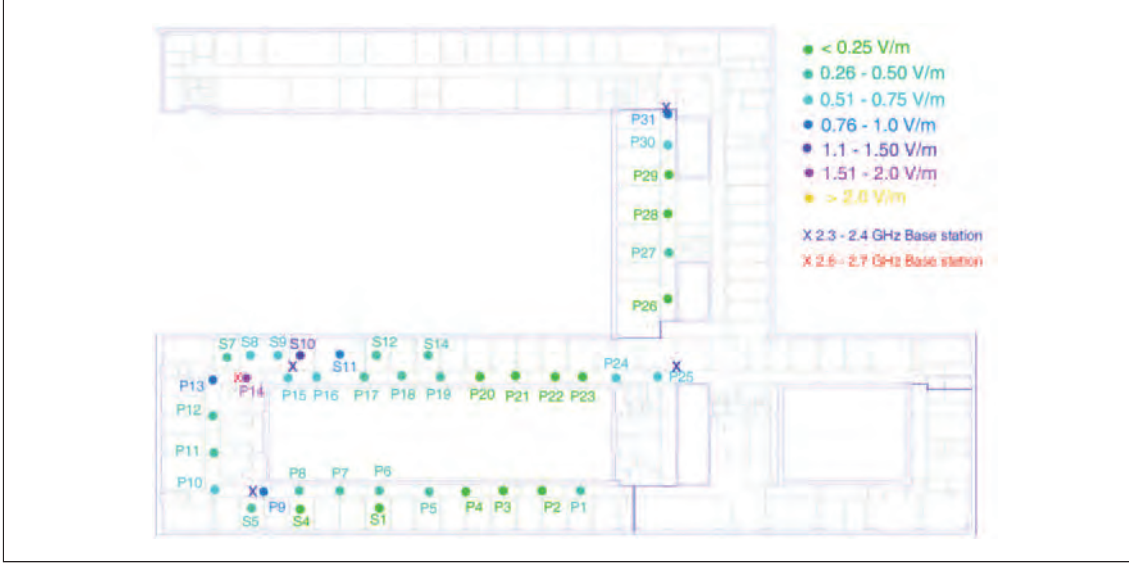 < 0.25 V/m
0.26 - 0.50 V/m
0.51 - 0.75 V/m
0.76 - 1.0 V/m
1.1 - 1.50 V/m
1.51 - 2.0 V/m
> 2.0 V/m
X 2.3 - 2.4 GHz Base station
X 2.6 - 2.7 GHz Base station
X
P31
P30
P29
P28
P27
P26
S7 S8 S9 S10 S11 S12 S14
X X
P13 X P14 P15 P16 P17 P18 P19 P20 P21 P22 P23 P24 P25
P12
P11
P10 P8 P7 P6
X P9 P5 P4 P3 P2 P1
S5 S4 S1